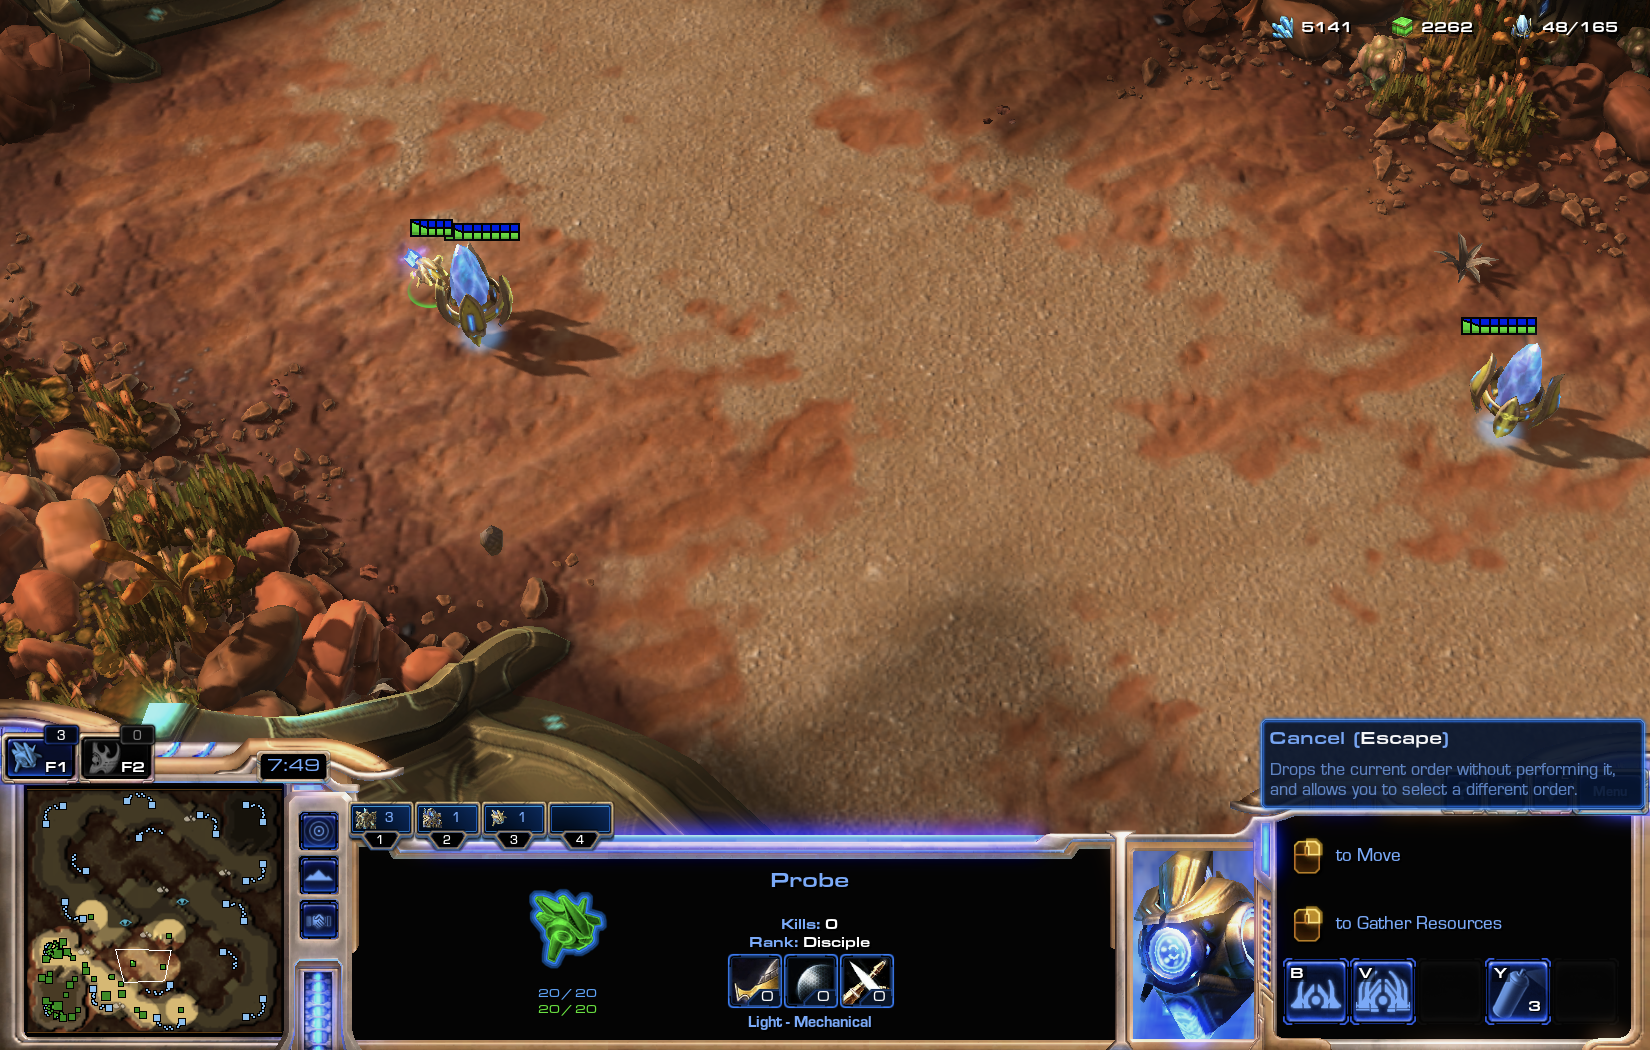 5141 2262 48/165
Cancel (Escape)
Drops the current order without performing it,
and allows you to select a different order.
Menu
3 0
F1 F2
7:49
3 1 1
1 2 3 4
Probe
Kills: 0
Rank: Disciple
0 0 0
20/20
20/20
Light - Mechanical
to Move
to Gather Resources
B V Y
3